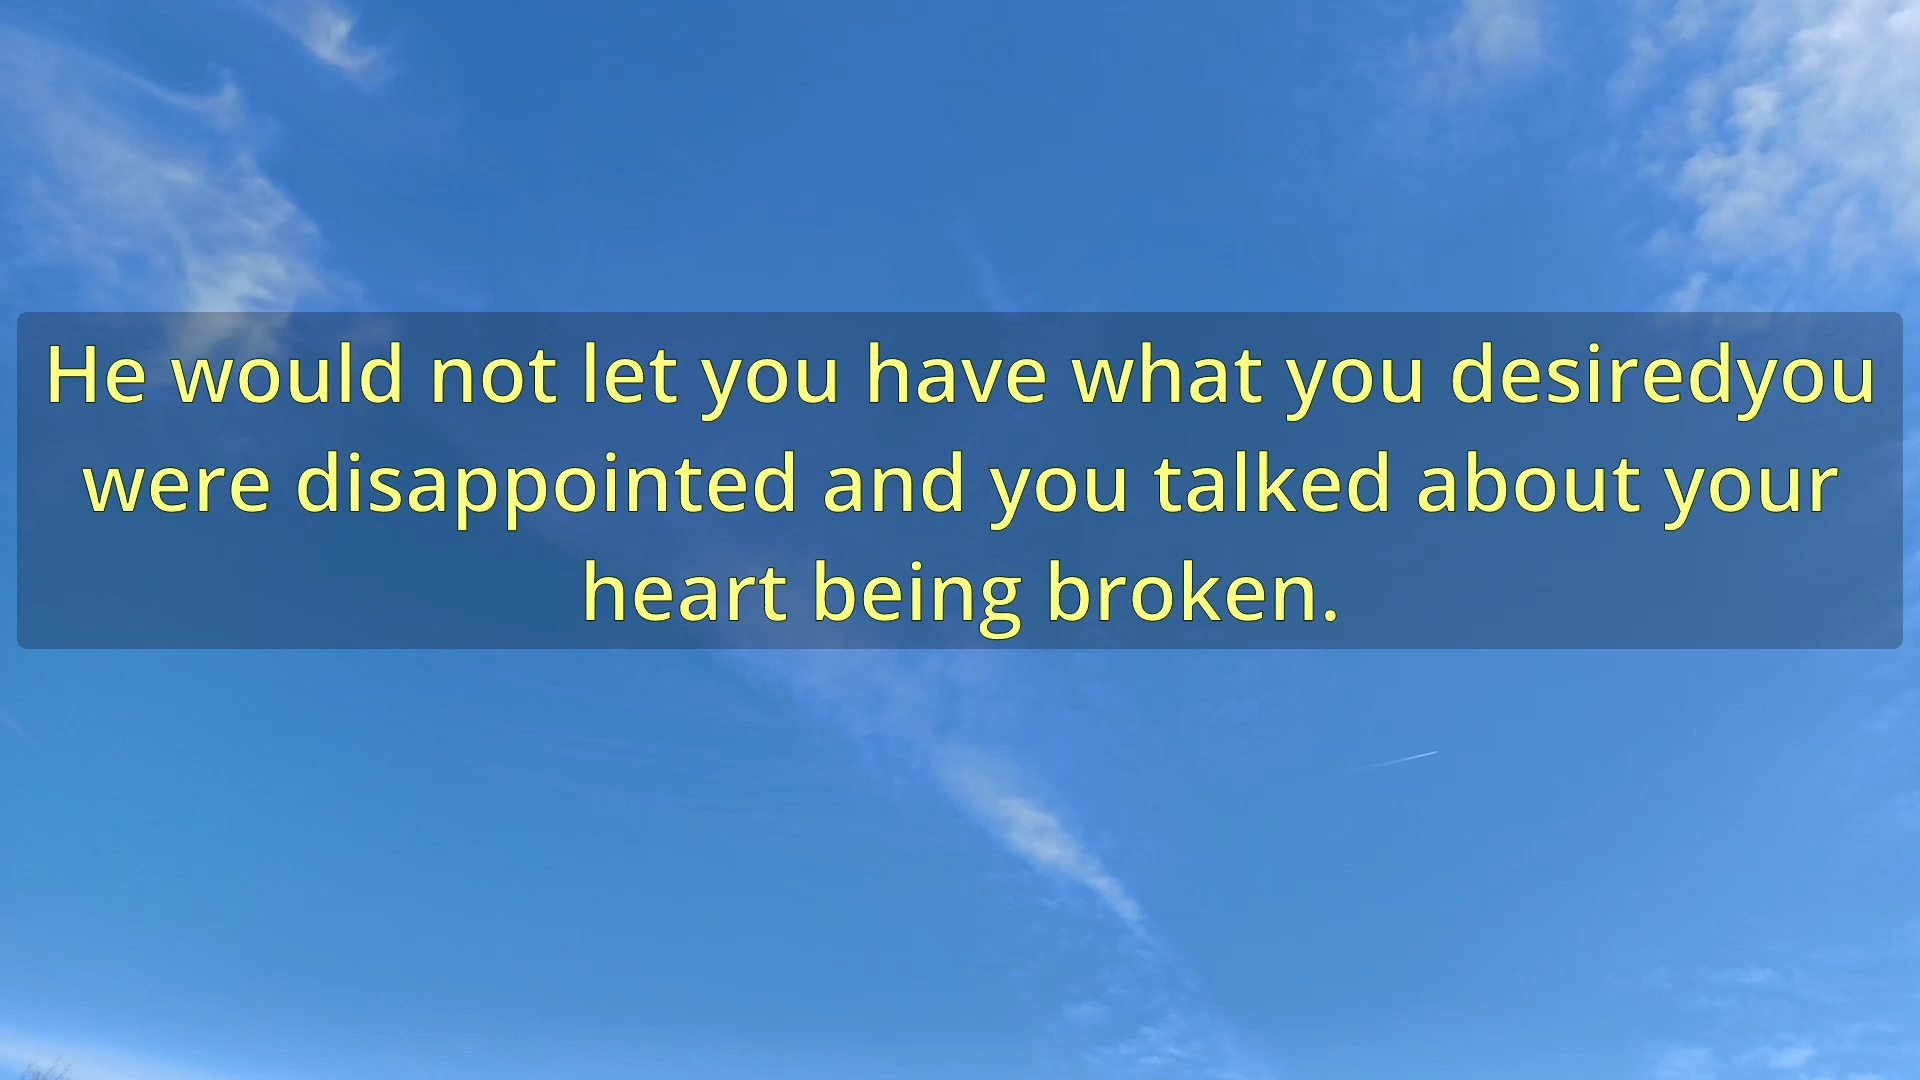 He would not let you have what you desiredyou
were disappointed and you talked about your
heart being broken.